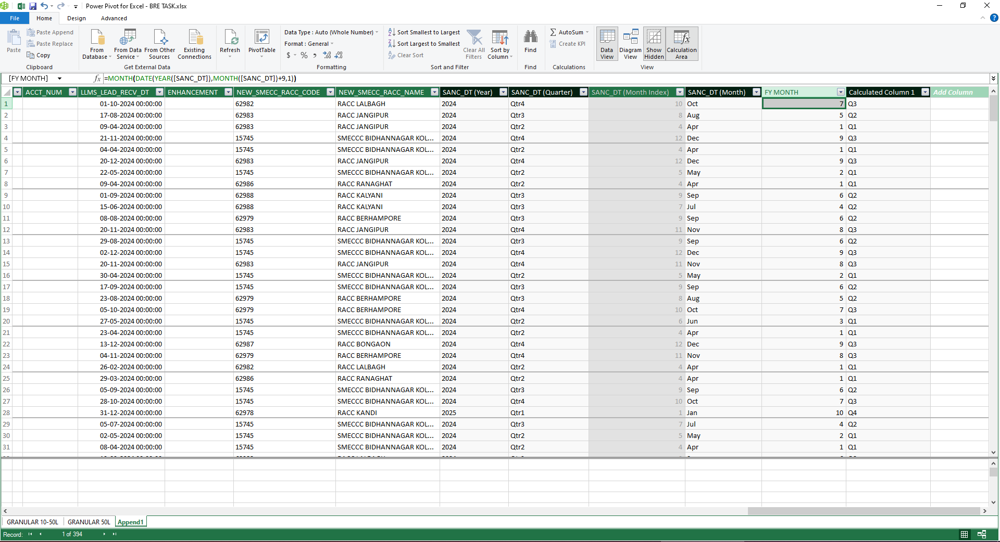 Power Pivot for Excel - BRE TASK.xlsx
File Home Design Advanced
Paste Paste Append Paste Replace Copy Clipboard
From Database From Data Service From Other Sources Existing Connections Get External Data
Refresh PivotTable
Data Type : Auto (Whole Number)
Format : General
$ % , Formatting
Sort Smallest to Largest
Sort Largest to Smallest
Clear Sort Clear All Filters Sort by Column Sort and Filter
Find Find
AutoSum Create KPI Calculations
Data View Diagram View Show Hidden Calculation Area View
[FY MONTH] fx =MONTH(DATE(YEAR([SANC_DT]),MONTH([SANC_DT])+9,1))
ACCT_NUM LLMS_LEAD_RECV_DT ENHANCEMENT NEW_SMECC_RACC_CODE NEW_SMECC_RACC_NAME SANC_DT (Year) SANC_DT (Quarter) SANC_DT (Month Index) SANC_DT (Month) FY MONTH Calculated Column 1 Add Column
1 01-10-2024 00:00:00 62982 RACC LALBAGH 2024 Qtr4 10 Oct 7 Q3
2 17-08-2024 00:00:00 62983 RACC JANGIPUR 2024 Qtr3 8 Aug 5 Q2
3 09-04-2024 00:00:00 62983 RACC JANGIPUR 2024 Qtr2 4 Apr 1 Q1
4 21-11-2024 00:00:00 15745 SMECCC BIDHANNAGAR KOL... 2024 Qtr4 12 Dec 9 Q3
5 04-04-2024 00:00:00 15745 SMECCC BIDHANNAGAR KOL... 2024 Qtr2 4 Apr 1 Q1
6 20-12-2024 00:00:00 62983 RACC JANGIPUR 2024 Qtr4 12 Dec 9 Q3
7 22-05-2024 00:00:00 15745 SMECCC BIDHANNAGAR KOL... 2024 Qtr2 5 May 2 Q1
8 09-04-2024 00:00:00 62986 RACC RANAGHAT 2024 Qtr2 4 Apr 1 Q1
9 01-09-2024 00:00:00 62988 RACC KALYANI 2024 Qtr3 9 Sep 6 Q2
10 15-06-2024 00:00:00 62988 RACC KALYANI 2024 Qtr3 7 Jul 4 Q2
11 08-08-2024 00:00:00 62979 RACC BERHAMPORE 2024 Qtr3 9 Sep 6 Q2
12 20-11-2024 00:00:00 62983 RACC JANGIPUR 2024 Qtr4 11 Nov 8 Q3
13 29-08-2024 00:00:00 15745 SMECCC BIDHANNAGAR KOL... 2024 Qtr3 9 Sep 6 Q2
14 02-12-2024 00:00:00 15745 SMECCC BIDHANNAGAR KOL... 2024 Qtr4 12 Dec 9 Q3
15 20-11-2024 00:00:00 62983 RACC JANGIPUR 2024 Qtr4 11 Nov 8 Q3
16 30-04-2024 00:00:00 15745 SMECCC BIDHANNAGAR KOL... 2024 Qtr2 5 May 2 Q1
17 17-09-2024 00:00:00 15745 SMECCC BIDHANNAGAR KOL... 2024 Qtr3 9 Sep 6 Q2
18 23-08-2024 00:00:00 62979 RACC BERHAMPORE 2024 Qtr3 8 Aug 5 Q2
19 05-10-2024 00:00:00 62979 RACC BERHAMPORE 2024 Qtr4 10 Oct 7 Q3
20 27-05-2024 00:00:00 15745 SMECCC BIDHANNAGAR KOL... 2024 Qtr2 6 Jun 3 Q1
21 23-04-2024 00:00:00 15745 SMECCC BIDHANNAGAR KOL... 2024 Qtr2 4 Apr 1 Q1
22 13-12-2024 00:00:00 62987 RACC BONGAON 2024 Qtr4 12 Dec 9 Q3
23 04-11-2024 00:00:00 62979 RACC BERHAMPORE 2024 Qtr4 11 Nov 8 Q3
24 26-02-2024 00:00:00 62982 RACC LALBAGH 2024 Qtr2 4 Apr 1 Q1
25 29-03-2024 00:00:00 62986 RACC RANAGHAT 2024 Qtr2 4 Apr 1 Q1
26 05-09-2024 00:00:00 15745 SMECCC BIDHANNAGAR KOL... 2024 Qtr3 9 Sep 6 Q2
27 28-10-2024 00:00:00 15745 SMECCC BIDHANNAGAR KOL... 2024 Qtr4 10 Oct 7 Q3
28 31-12-2024 00:00:00 62978 RACC KANDI 2025 Qtr1 1 Jan 10 Q4
29 05-07-2024 00:00:00 15745 SMECCC BIDHANNAGAR KOL... 2024 Qtr3 7 Jul 4 Q2
30 02-05-2024 00:00:00 15745 SMECCC BIDHANNAGAR KOL... 2024 Qtr2 5 May 2 Q1
31 08-04-2024 00:00:00 15745 SMECCC BIDHANNAGAR KOL... 2024 Qtr2 4 Apr 1 Q1
GRANULAR 10-50L GRANULAR 50L Append1
Record: 1 of 394